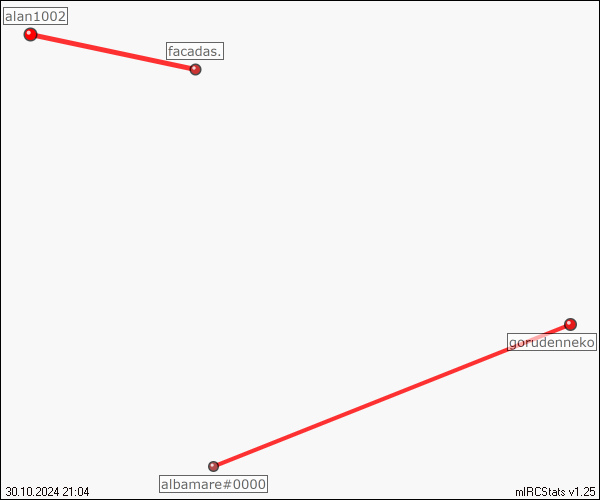 alan1002
facadas.
gorudenneko
albamare#0000
30.10.2024 21:04
mIRCStats v1.25